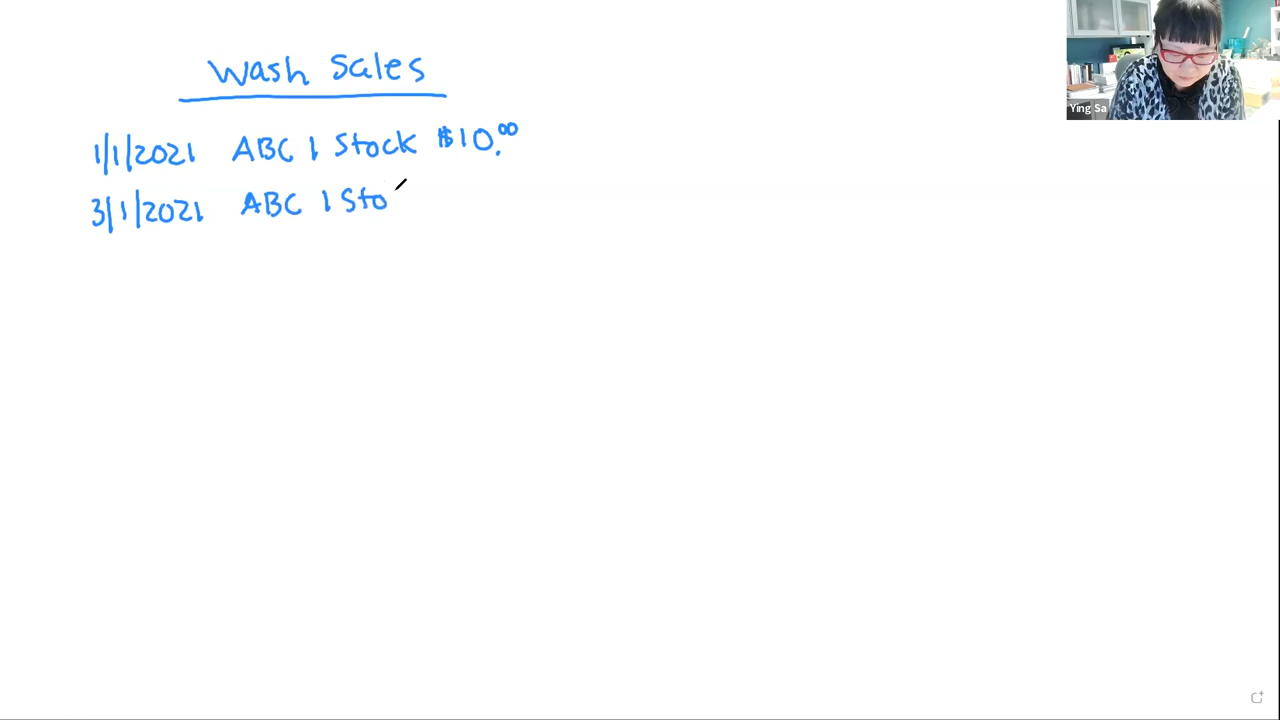 Wash Sales
1/1/2021 ABC 1 Stock $10.00
3/1/2021 ABC 1 Sto
Ying Sa